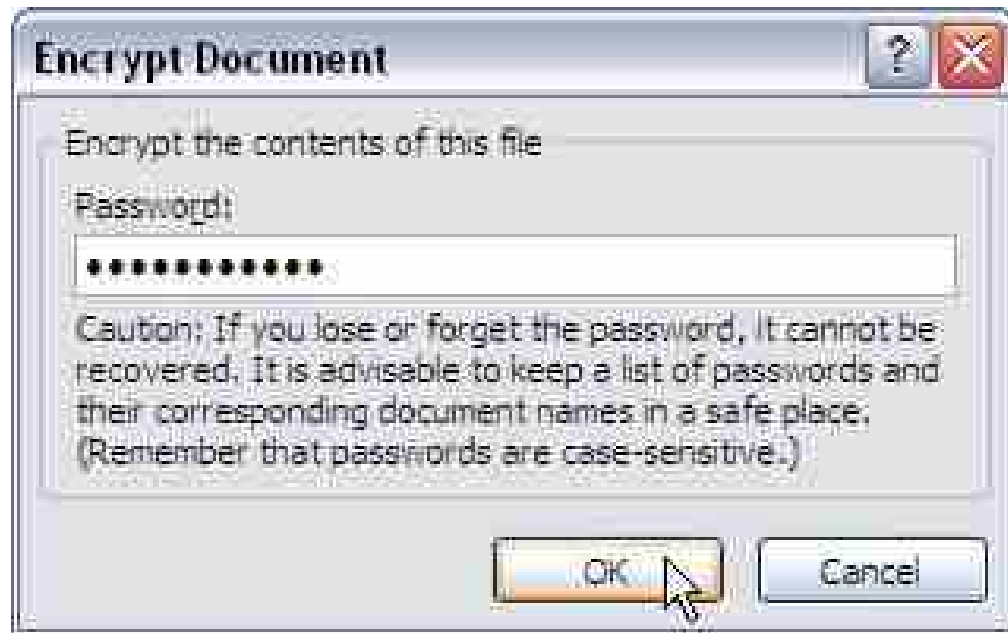 Encrypt Document
?
Encrypt the contents of this file
Password:
•••••••••••
Caution: If you lose or forget the password, it cannot be
recovered. It is advisable to keep a list of passwords and
their corresponding document names in a safe place.
(Remember that passwords are case-sensitive.)
OK Cancel